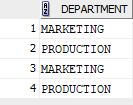 DEPARTMENT
1 MARKETING
2 PRODUCTION
3 MARKETING
4 PRODUCTION